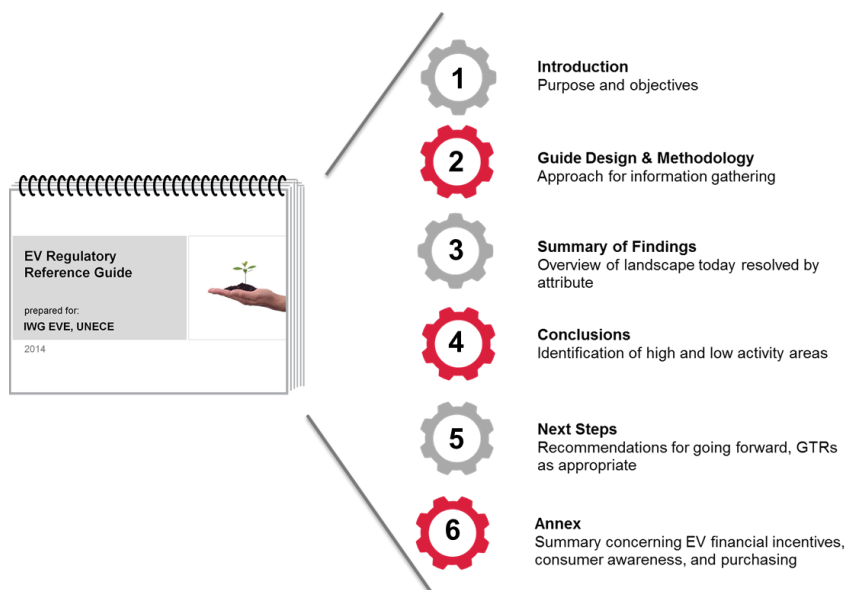 EV Regulatory
Reference Guide
prepared for:
IWG EVE, UNECE
2014
1
Introduction
Purpose and objectives
2
Guide Design & Methodology
Approach for information gathering
3
Summary of Findings
Overview of landscape today resolved by
attribute
4
Conclusions
Identification of high and low activity areas
5
Next Steps
Recommendations for going forward, GTRs
as appropriate
6
Annex
Summary concerning EV financial incentives,
consumer awareness, and purchasing